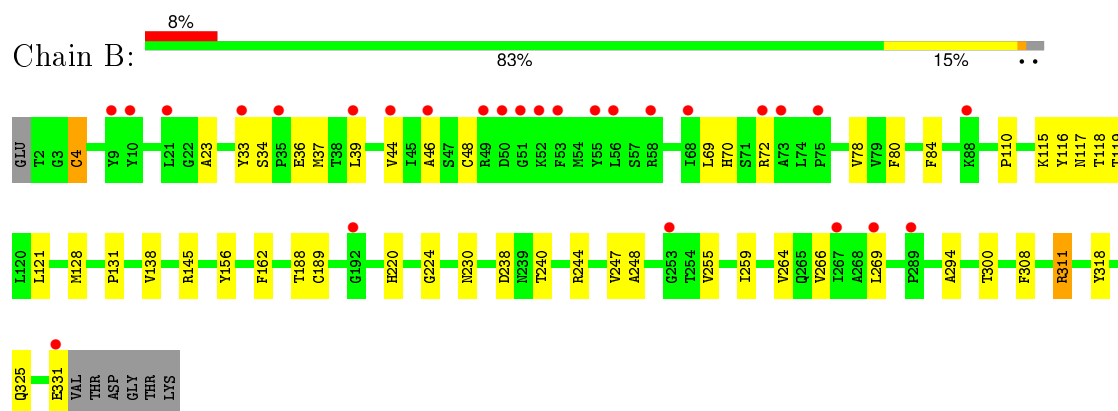 8%
Chain B:
83% 15% • •
GLU T2 G3 C4 Y9 Y10 L21 G22 A23 Y33 S34 P35 E36 M37 T38 L39 V44 I45 A46 S47 C48 R49 D50 Q51 K52 F53 M54 Y55 L56 S57 R58 I68 L69 H70 S71 R72 A73 L74 P75 V78 V79 F80 F84 K88 P110 K115 Y116 N117 T118 T119
L120 L121 M128 P131 V138 R145 Y156 F162 T188 C189 G192 H220 G224 N230 D238 N239 T240 R244 V247 A248 G253 T254 V255 I259 V264 Q265 V266 I267 A268 L269 P289 A294 T300 F308 R311 Y318
Q325 E331 VAL THR ASP GLY THR LYS